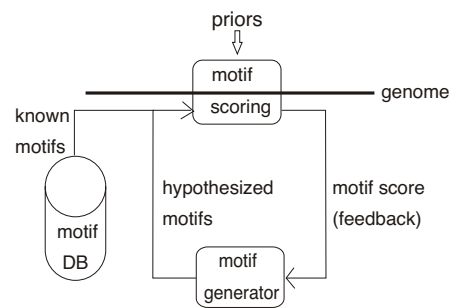 priors
motif
scoring
genome
known
motifs
hypothesized
motifs
motif score
(feedback)
motif
DB
motif
generator